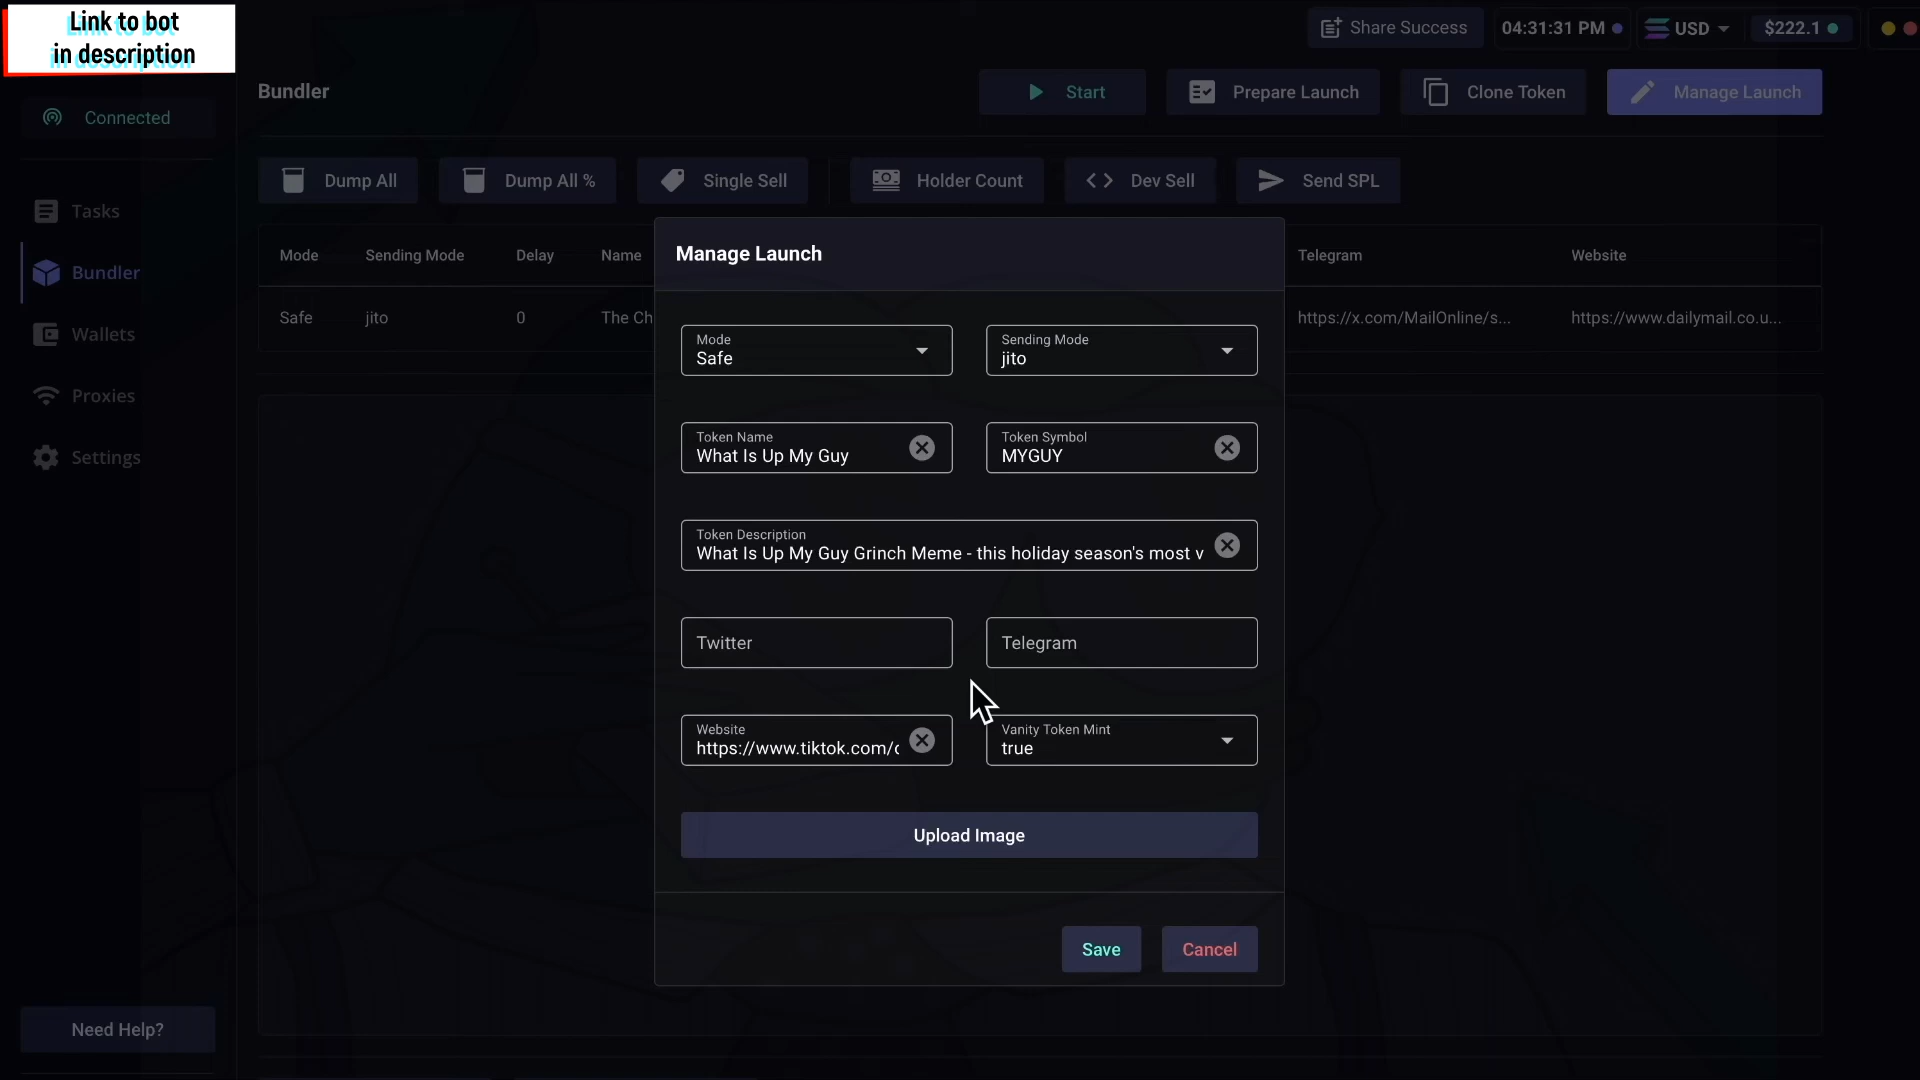 Link to bot
in description
Share Success
04:31:31 PM
USD
$222.1
Bundler
Start
Prepare Launch
Clone Token
Manage Launch
Connected
Dump All
Dump All %
Single Sell
Holder Count
Dev Sell
Send SPL
Tasks
Bundler
Wallets
Proxies
Settings
Mode
Sending Mode
Delay
Name
Telegram
Website
Safe
jito
0
The Ch
https://x.com/MailOnline/s...
https://www.dailymail.co.u...
Manage Launch
Mode
Safe
Sending Mode
jito
Token Name
What Is Up My Guy
Token Symbol
MYGUY
Token Description
What Is Up My Guy Grinch Meme - this holiday season's most v
Twitter
Telegram
Website
https://www.tiktok.com/c
Vanity Token Mint
true
Upload Image
Save
Cancel
Need Help?